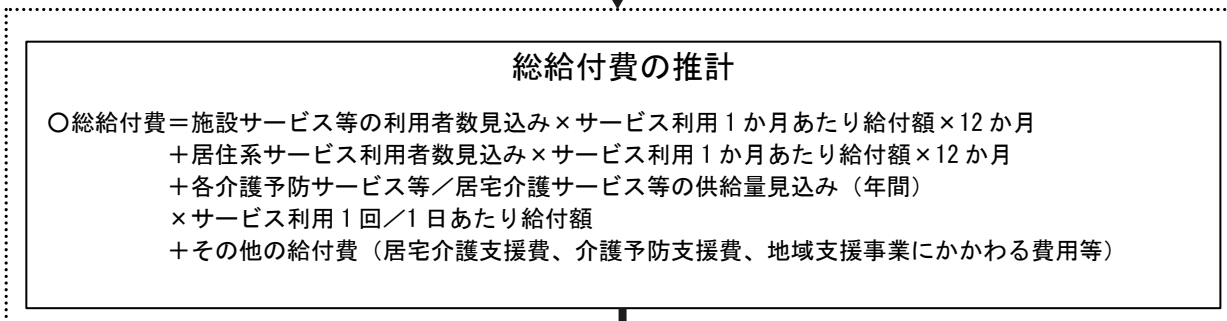 総給付費の推計
○総給付費＝施設サービス等の利用者数見込み×サービス利用1か月あたり給付額×12か月
＋居住系サービス利用者数見込み×サービス利用1か月あたり給付額×12か月
＋各介護予防サービス等／居宅介護サービス等の供給量見込み（年間）
×サービス利用1回／1日あたり給付額
＋その他の給付費（居宅介護支援費、介護予防支援費、地域支援事業にかかわる費用等）